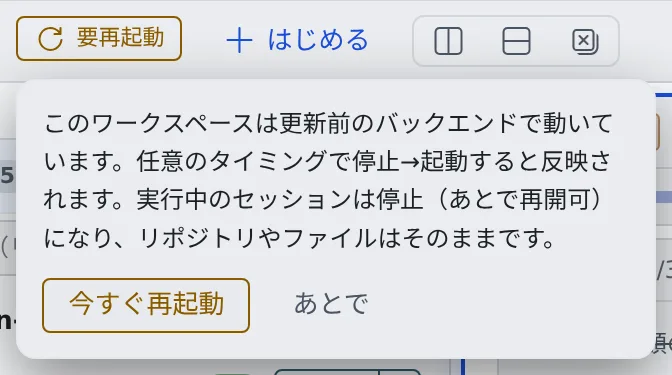 要再起動
はじめる
このワークスペースは更新前のバックエンドで動いて
います。任意のタイミングで停止→起動すると反映さ
れます。実行中のセッションは停止（あとで再開可）
になり、リポジトリやファイルはそのままです。
今すぐ再起動
あとで